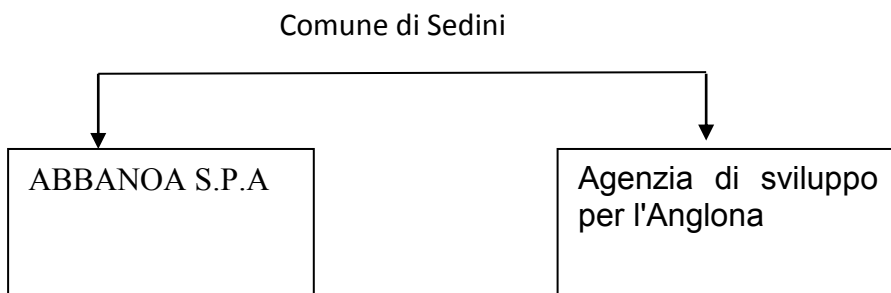 Comune di Sedini
ABBANOA S.P.A
Agenzia di sviluppo
per l'Anglona